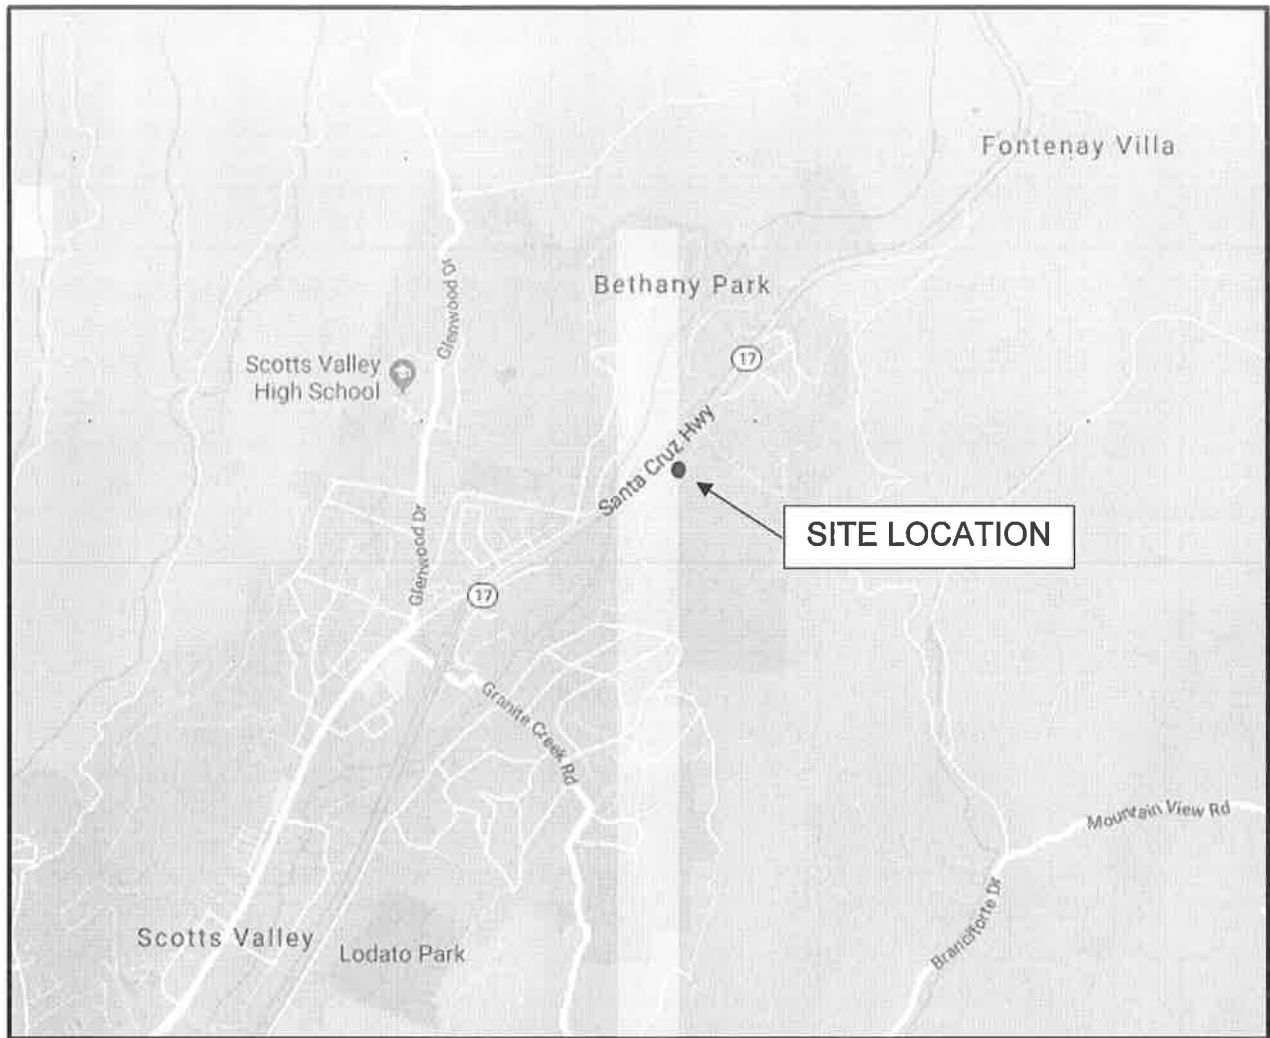 Fontenay Villa
Bethany Park
Glenwood Dr
Scotts Valley
High School
17
Santa Cruz Hwy
SITE LOCATION
Glenwood Dr
17
Granite Creek Rd
Mountain View Rd
Branciforte Dr
Scotts Valley
Lodato Park